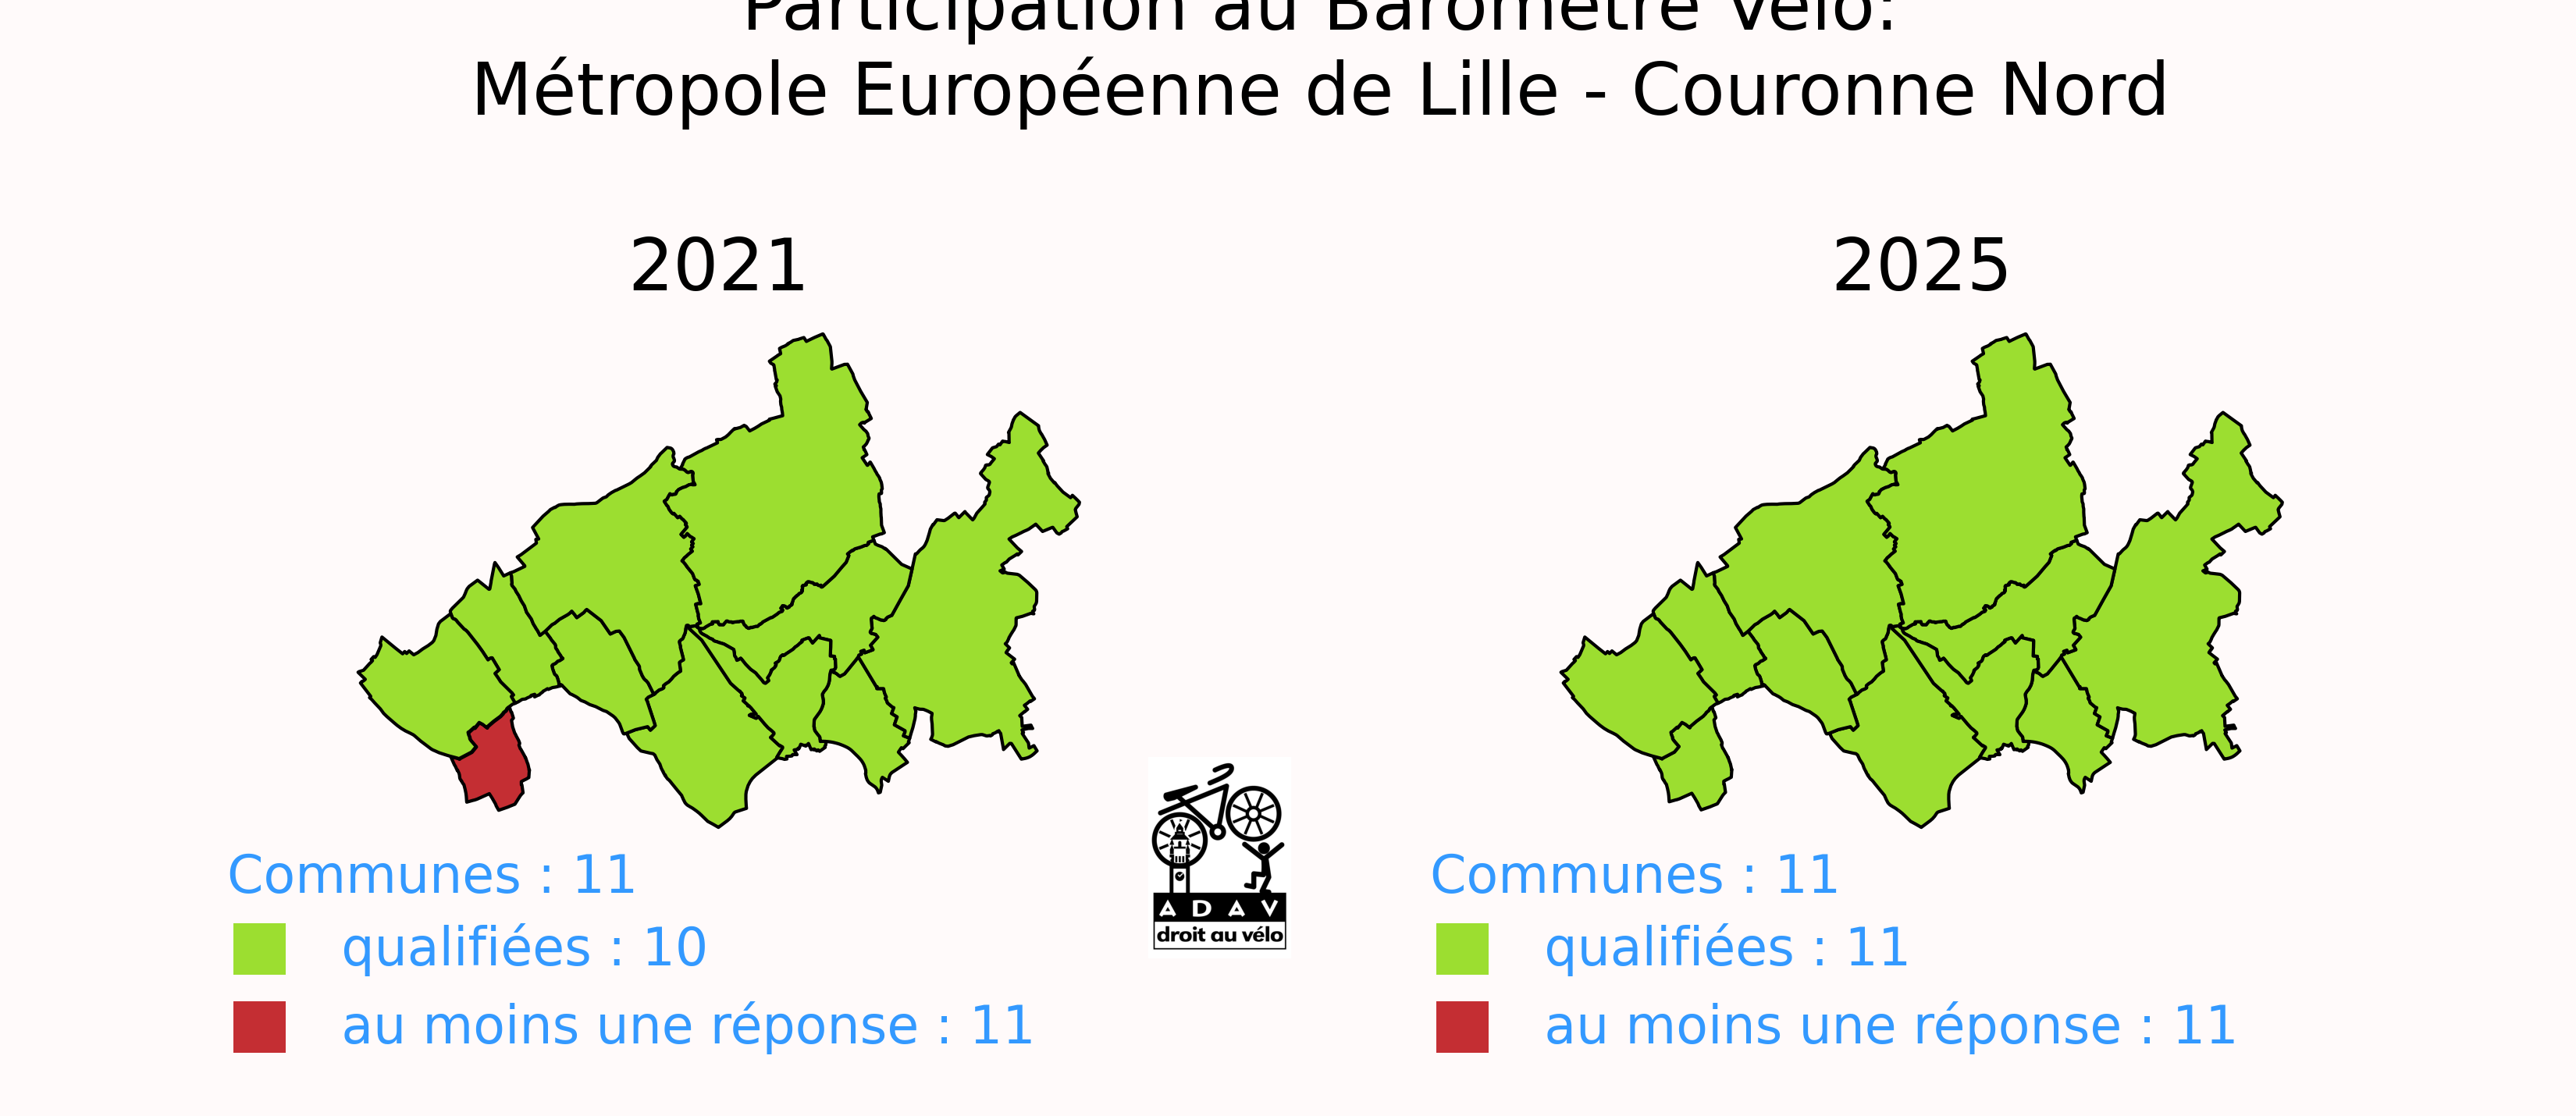 Participation au Baromètre Vélo:
Métropole Européenne de Lille - Couronne Nord
2021
2025
Communes : 11
qualifiées : 10
au moins une réponse : 11
ADAV
droit au vélo
Communes : 11
qualifiées : 11
au moins une réponse : 11